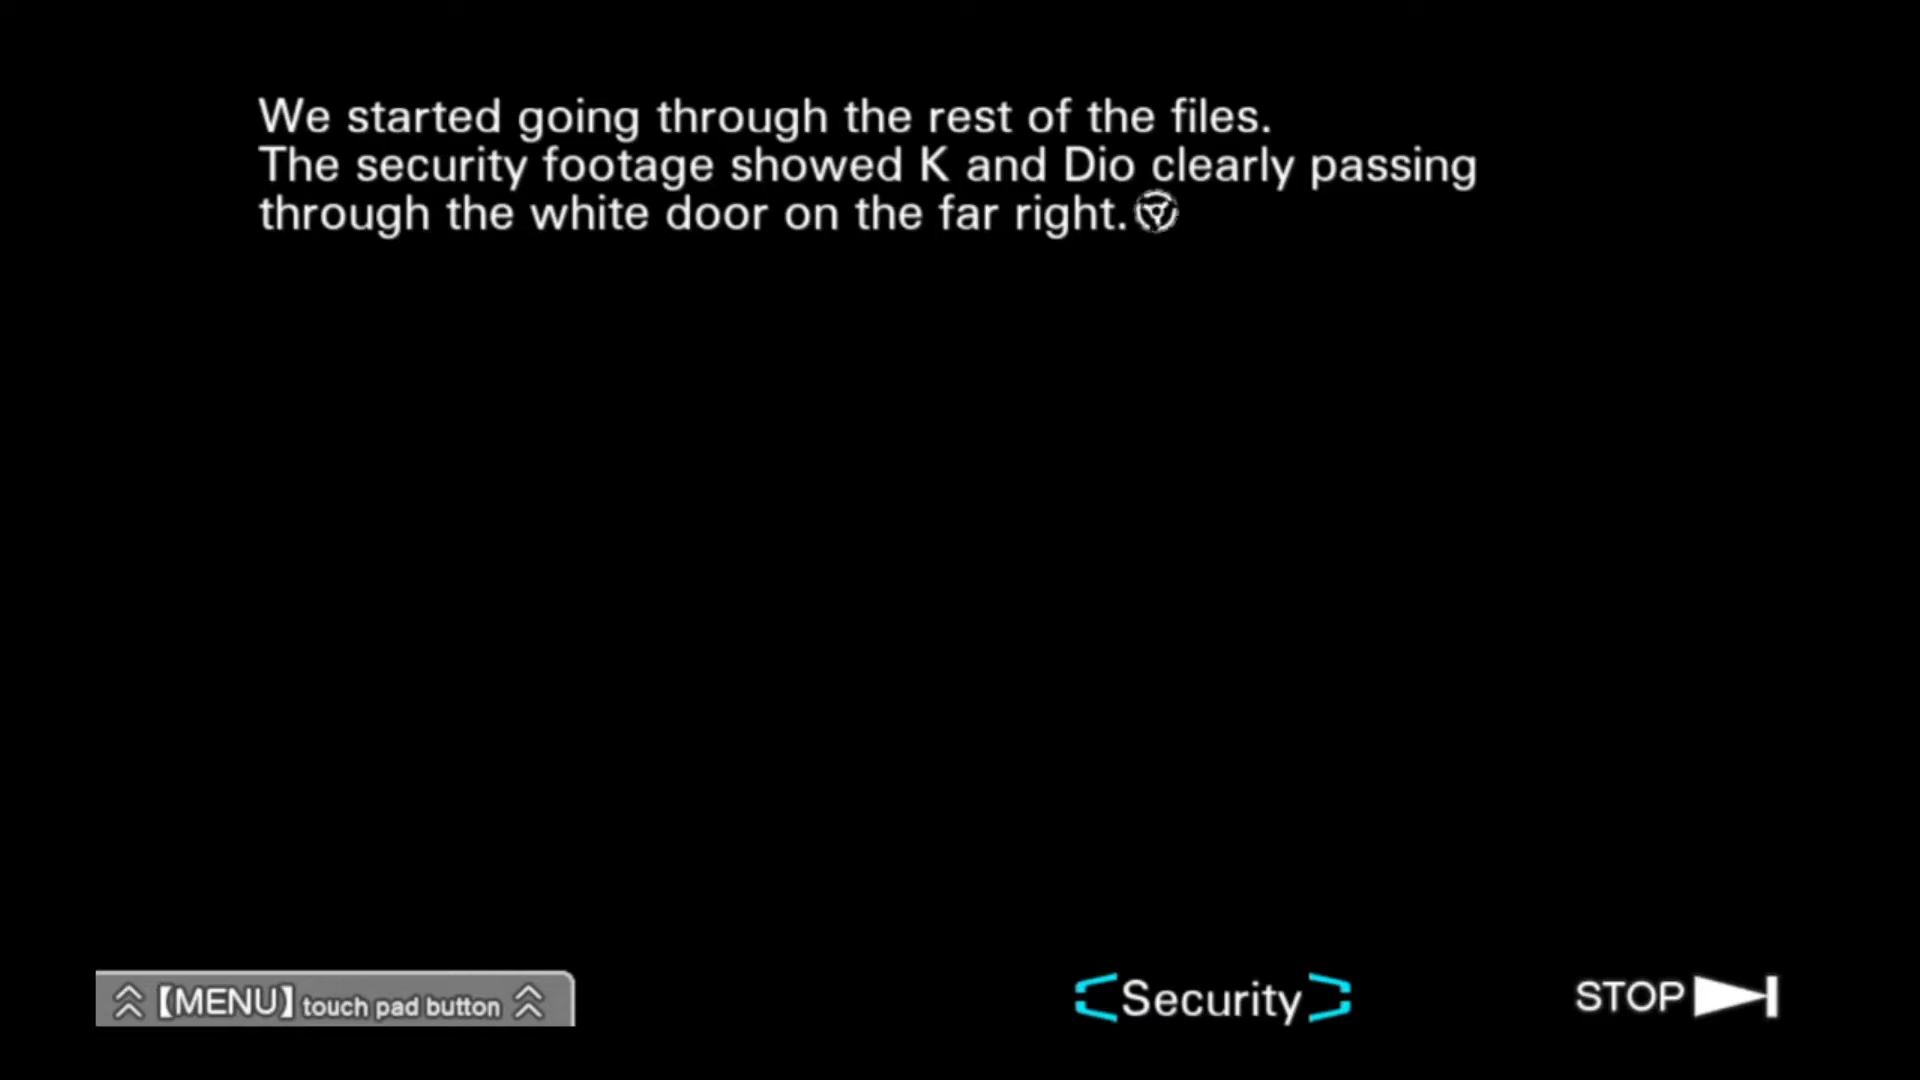 We started going through the rest of the files.
The security footage showed K and Dio clearly passing
through the white door on the far right.
【MENU】touch pad button
Security
STOP